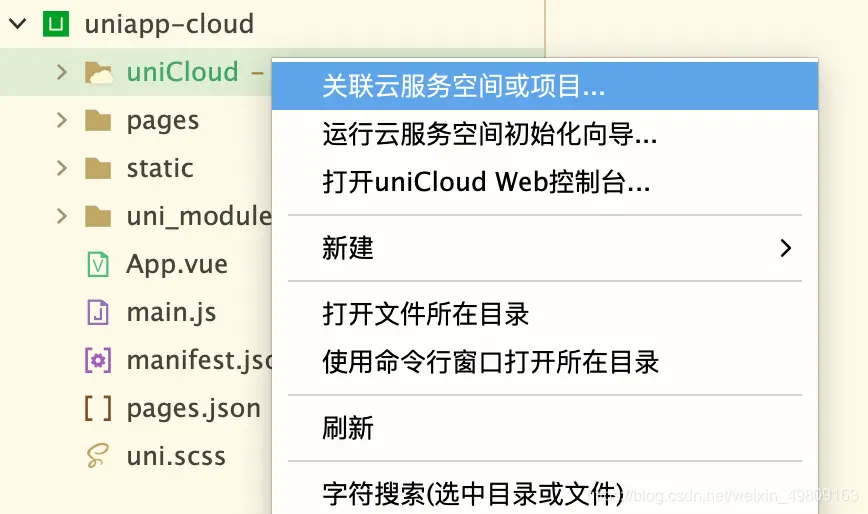 uniapp-cloud
uniCloud –
pages
static
uni_module
App.vue
main.js
manifest.jsc
pages.json
uni.scss
关联云服务空间或项目...
运行云服务空间初始化向导...
打开uniCloud Web控制台...
新建
打开文件所在目录
使用命令行窗口打开所在目录
刷新
字符搜索(选中目录或文件)
https://blog.csdn.net/weixin_49809163